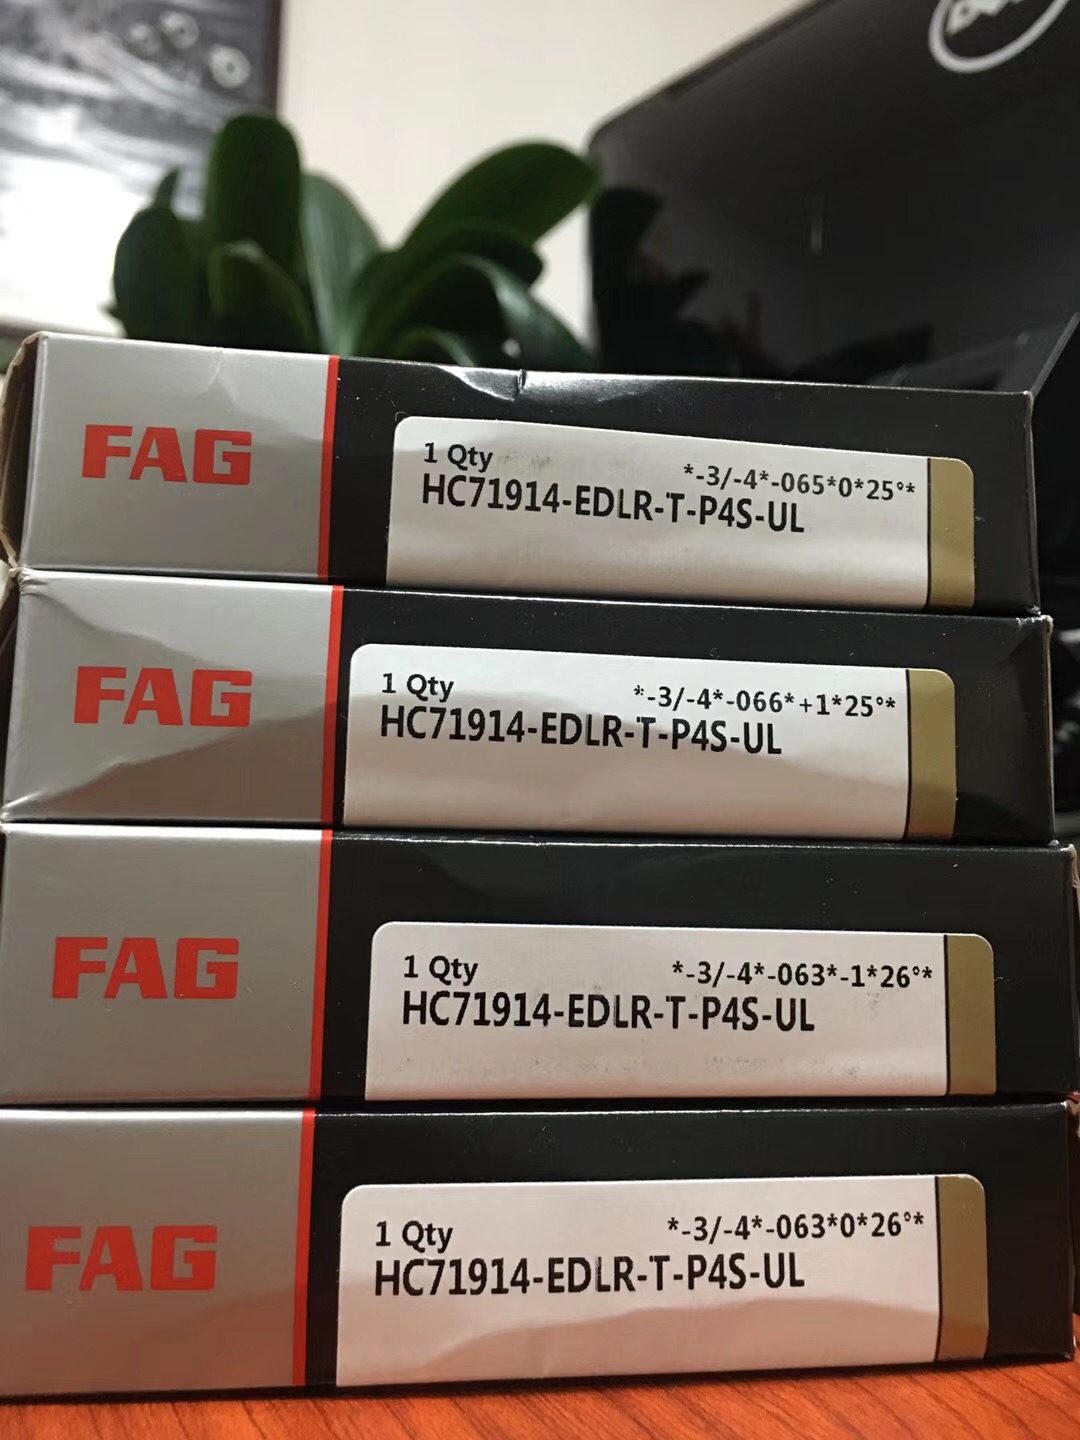 FAG
1 Qty
*-3/-4*-065*0*25°*
HC71914-EDLR-T-P4S-UL
FAG
1 Qty
*-3/-4*-066*+1*25°*
HC71914-EDLR-T-P4S-UL
FAG
1 Qty
*-3/-4*-063*-1*26°*
HC71914-EDLR-T-P4S-UL
FAG
1 Qty
*-3/-4*-063*0*26°*
HC71914-EDLR-T-P4S-UL